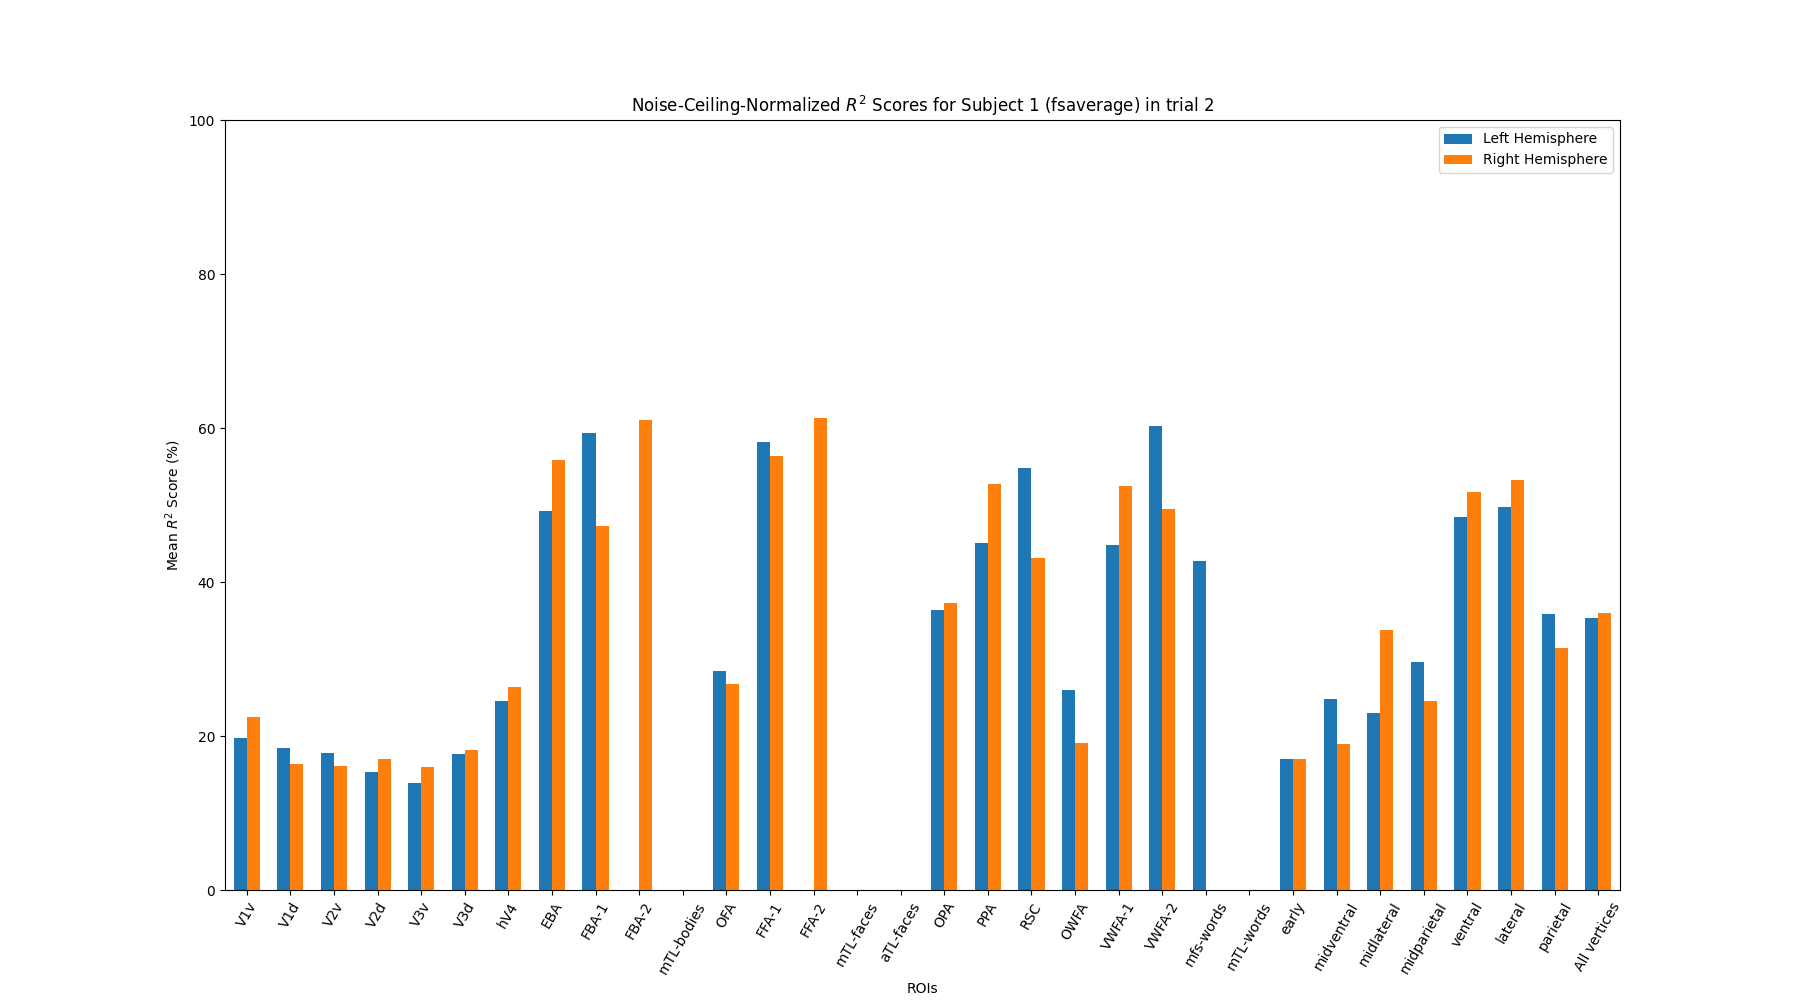 Noise-Ceiling-Normalized R² Scores for Subject 1 (fsaverage) in trial 2
Left Hemisphere
Right Hemisphere
Mean R² Score (%)
100
80
60
40
20
0
V1v
V1d
V2v
V2d
V3v
V3d
hV4
EBA
FBA-1
FBA-2
mTL-bodies
OFA
FFA-1
FFA-2
mTL-faces
aTL-faces
OPA
PPA
RSC
OWFA
VWFA-1
VWFA-2
mfs-words
mTL-words
early
midventral
midlateral
midparietal
ventral
lateral
parietal
All vertices
ROIs